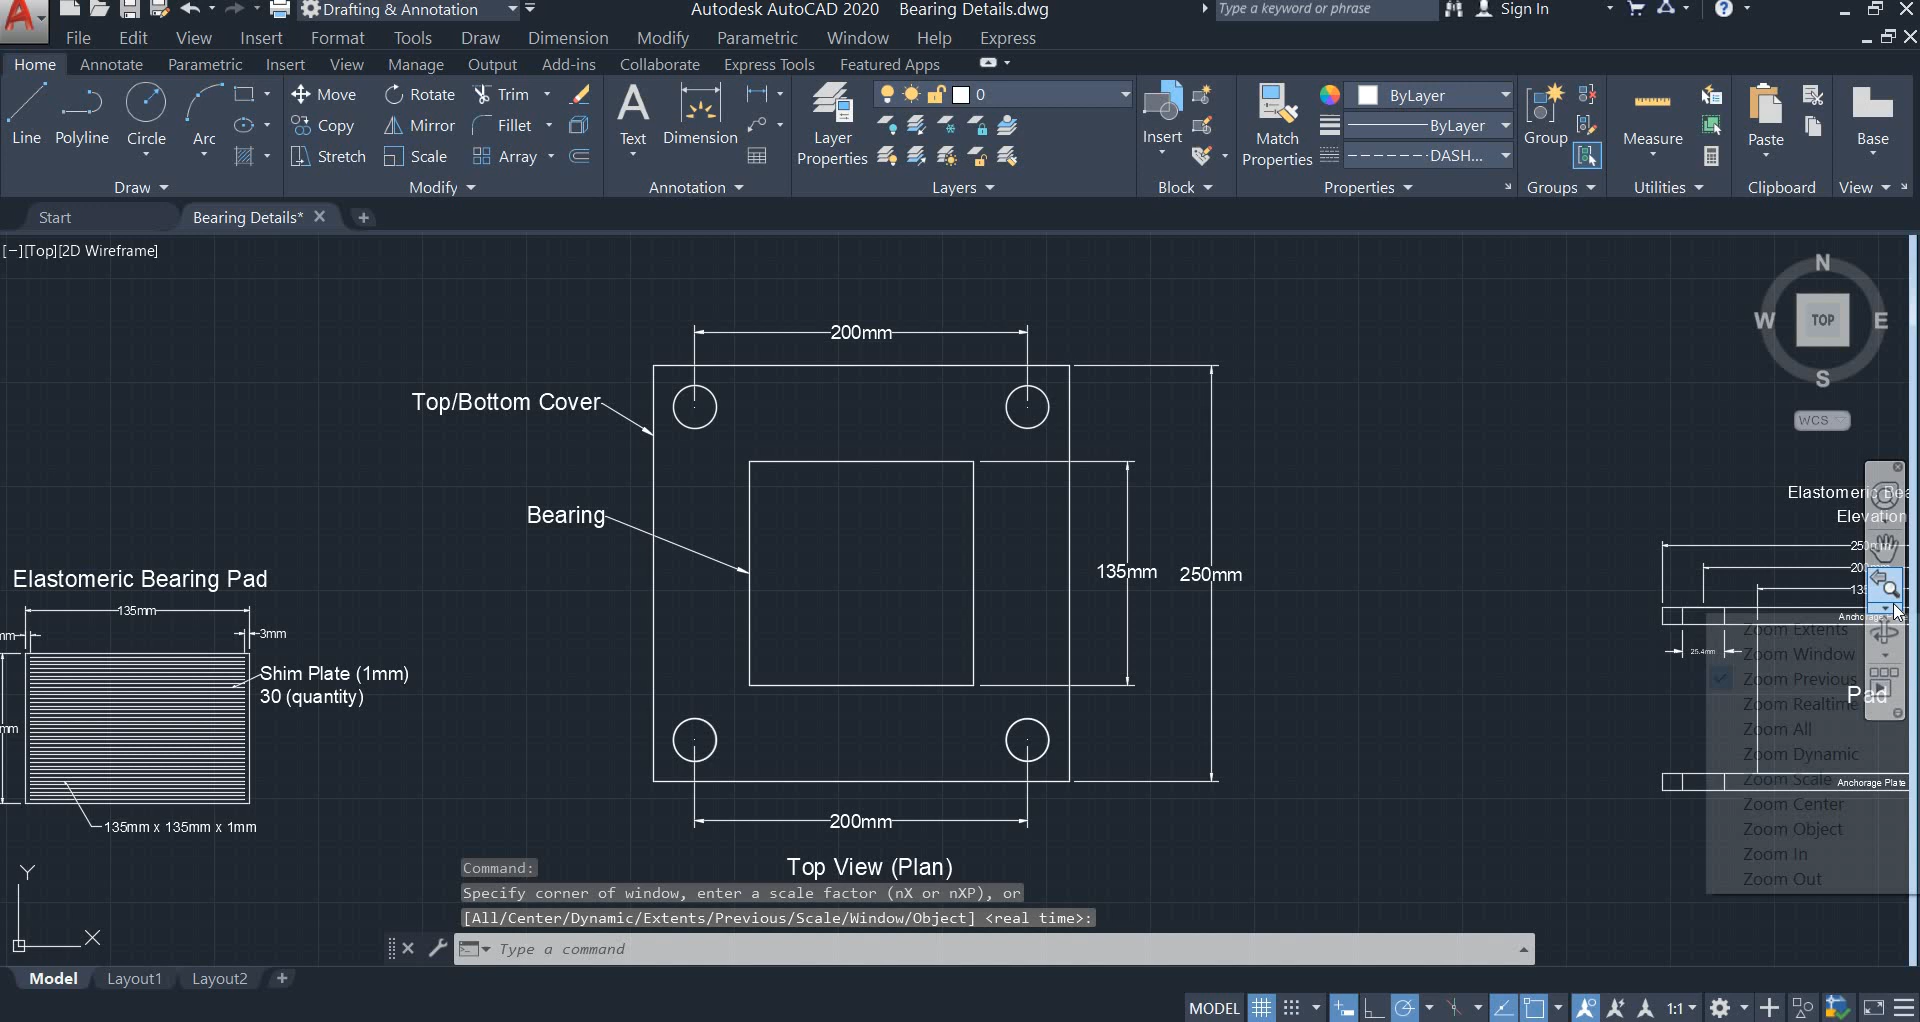 Drafting & Annotation
Autodesk AutoCAD 2020 Bearing Details.dwg
Type a keyword or phrase
Sign In
File Edit View Insert Format Tools Draw Dimension Modify Parametric Window Help Express
Home Annotate Parametric Insert View Manage Output Add-ins Collaborate Express Tools Featured Apps
Line Polyline Circle Arc
Move Rotate Trim
Copy Mirror Fillet
Stretch Scale Array
Text Dimension
Layer
Properties
0
Insert
Match
Properties
ByLayer
ByLayer
DASH...
Group
Measure
Paste
Base
Draw Modify Annotation Layers Block Properties Groups Utilities Clipboard View
Start Bearing Details*
[−][Top][2D Wireframe]
N
W TOP E
S
WCS
200mm
Top/Bottom Cover
Bearing
135mm
250mm
200mm
Top View (Plan)
Elastomeric Bearing Pad
135mm
3mm
Shim Plate (1mm)
30 (quantity)
135mm x 135mm x 1mm
Elastomeric Bea
Elevation
25.4mm
Pad
Anchorage Plate
Zoom Extents
Zoom Window
Zoom Previous
Zoom Realtime
Zoom All
Zoom Dynamic
Zoom Scale
Zoom Center
Zoom Object
Zoom In
Zoom Out
Y
X
Command:
Specify corner of window, enter a scale factor (nX or nXP), or
[All/Center/Dynamic/Extents/Previous/Scale/Window/Object] <real time>:
Type a command
Model Layout1 Layout2
MODEL
1:1